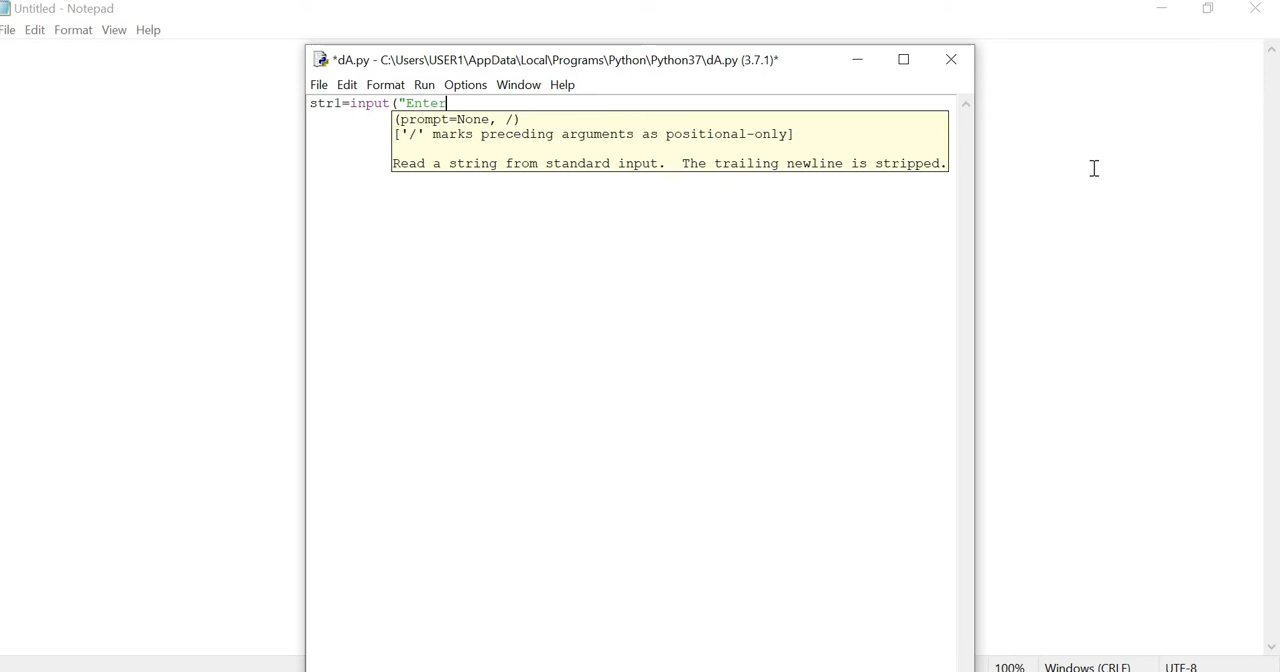 Untitled - Notepad
File Edit Format View Help
*dA.py - C:\Users\USER1\AppData\Local\Programs\Python\Python37\dA.py (3.7.1)*
File Edit Format Run Options Window Help
str1=input("Enter
(prompt=None, /)
['/' marks preceding arguments as positional-only]
Read a string from standard input.  The trailing newline is stripped.
100% Windows (CRLF) UTF-8